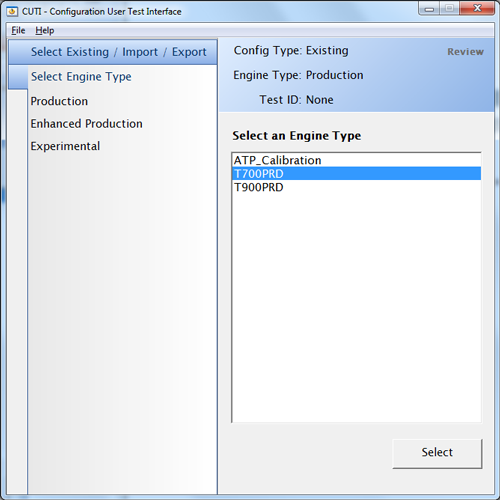 CUTI - Configuration User Test Interface
File Help
Select Existing / Import / Export
Select Engine Type
Production
Enhanced Production
Experimental
Config Type: Existing
Review
Engine Type: Production
Test ID: None
Select an Engine Type
ATP_Calibration
T700PRD
T900PRD
Select